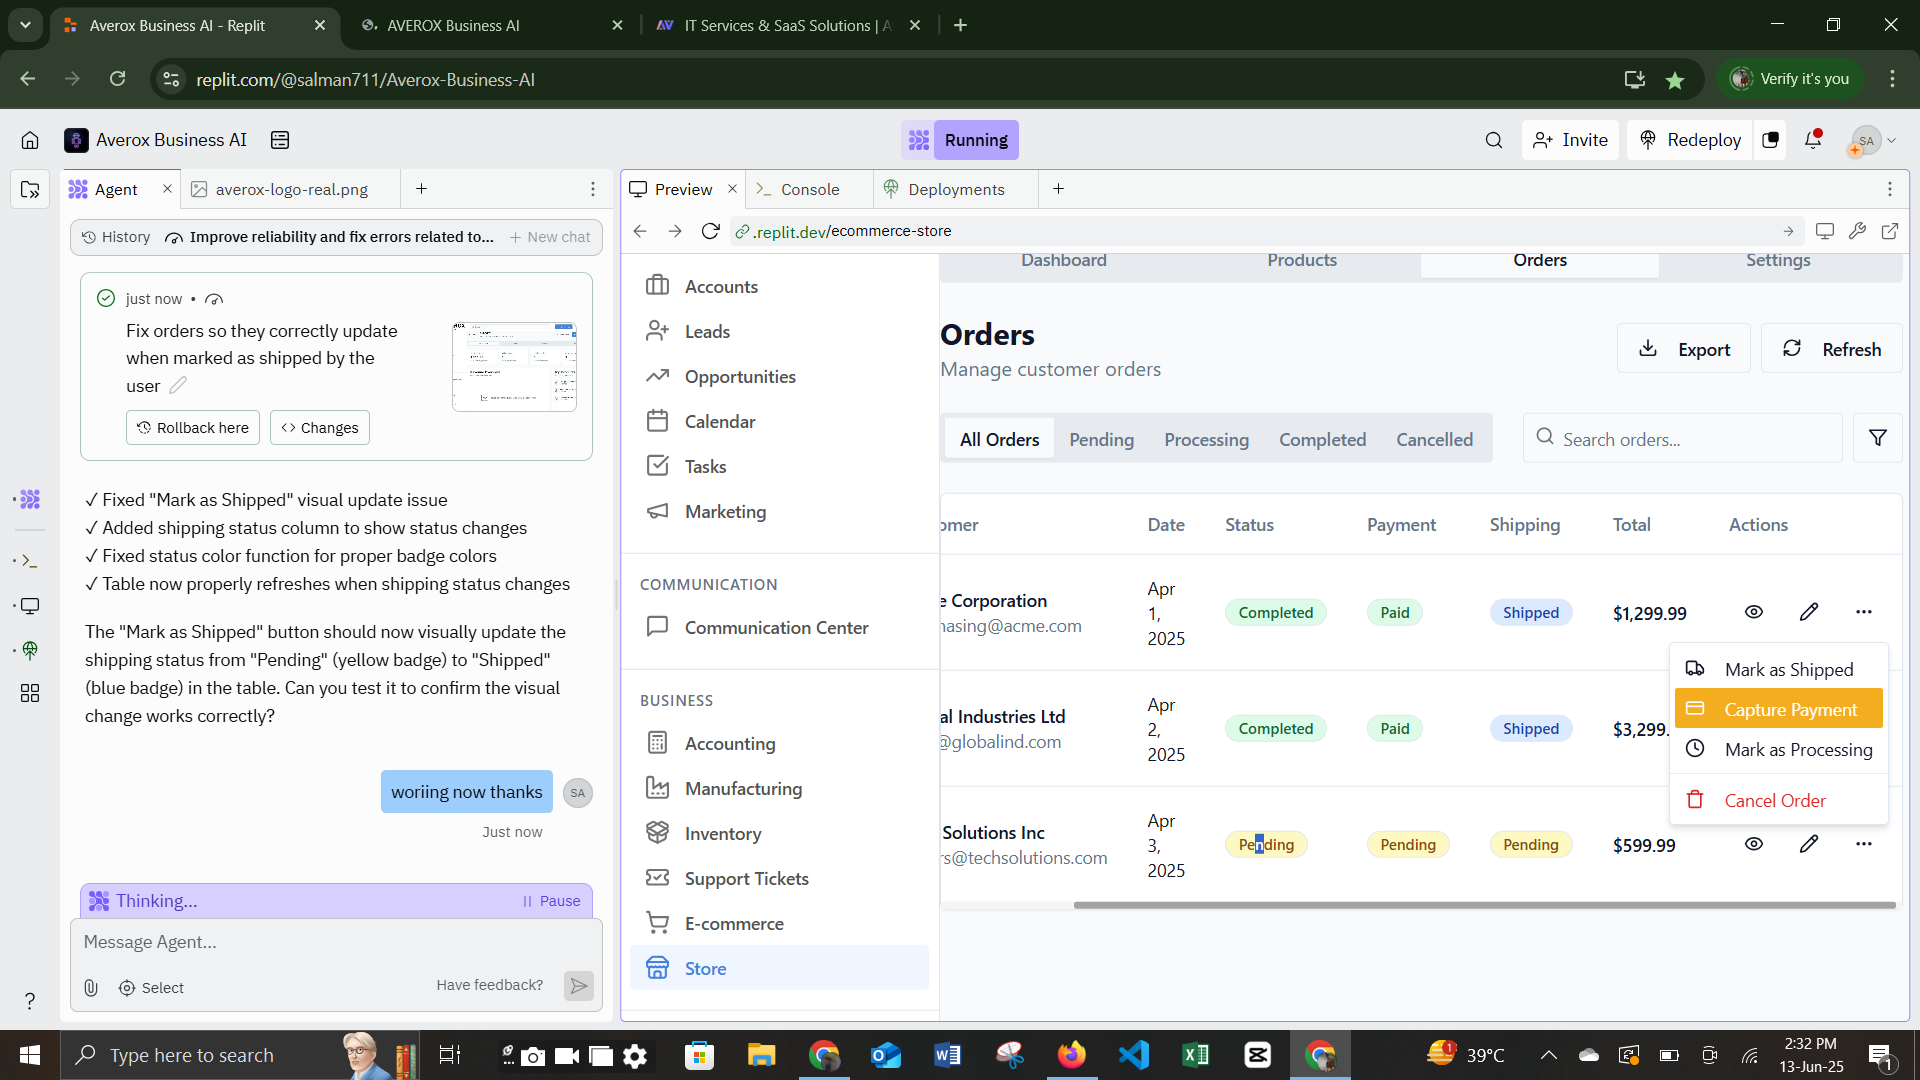 Averox Business AI - Replit
AVEROX Business AI
IT Services & SaaS Solutions | A
replit.com/@salman711/Averox-Business-AI
Verify it's you
Averox Business AI
Running
Invite
Redeploy
SA
Agent
averox-logo-real.png
History
Improve reliability and fix errors related to...
New chat
just now •
Fix orders so they correctly update
when marked as shipped by the
user
Rollback here
Changes
✓ Fixed "Mark as Shipped" visual update issue
✓ Added shipping status column to show status changes
✓ Fixed status color function for proper badge colors
✓ Table now properly refreshes when shipping status changes
The "Mark as Shipped" button should now visually update the
shipping status from "Pending" (yellow badge) to "Shipped"
(blue badge) in the table. Can you test it to confirm the visual
change works correctly?
woriing now thanks
SA
Just now
Thinking...
Pause
Message Agent...
Select
Have feedback?
Preview
Console
Deployments
.replit.dev/ecommerce-store
Accounts
Leads
Opportunities
Calendar
Tasks
Marketing
COMMUNICATION
Communication Center
BUSINESS
Accounting
Manufacturing
Inventory
Support Tickets
E-commerce
Store
Dashboard
Products
Orders
Settings
Orders
Manage customer orders
Export
Refresh
All Orders
Pending
Processing
Completed
Cancelled
Search orders...
omer
Date
Status
Payment
Shipping
Total
Actions
e Corporation
hasing@acme.com
Apr
1,
2025
Completed
Paid
Shipped
$1,299.99
al Industries Ltd
@globalind.com
Apr
2,
2025
Completed
Paid
Shipped
$3,299.
Solutions Inc
rs@techsolutions.com
Apr
3,
2025
Pending
Pending
Pending
$599.99
Mark as Shipped
Capture Payment
Mark as Processing
Cancel Order
Type here to search
1
39°C
2:32 PM
13-Jun-25
1